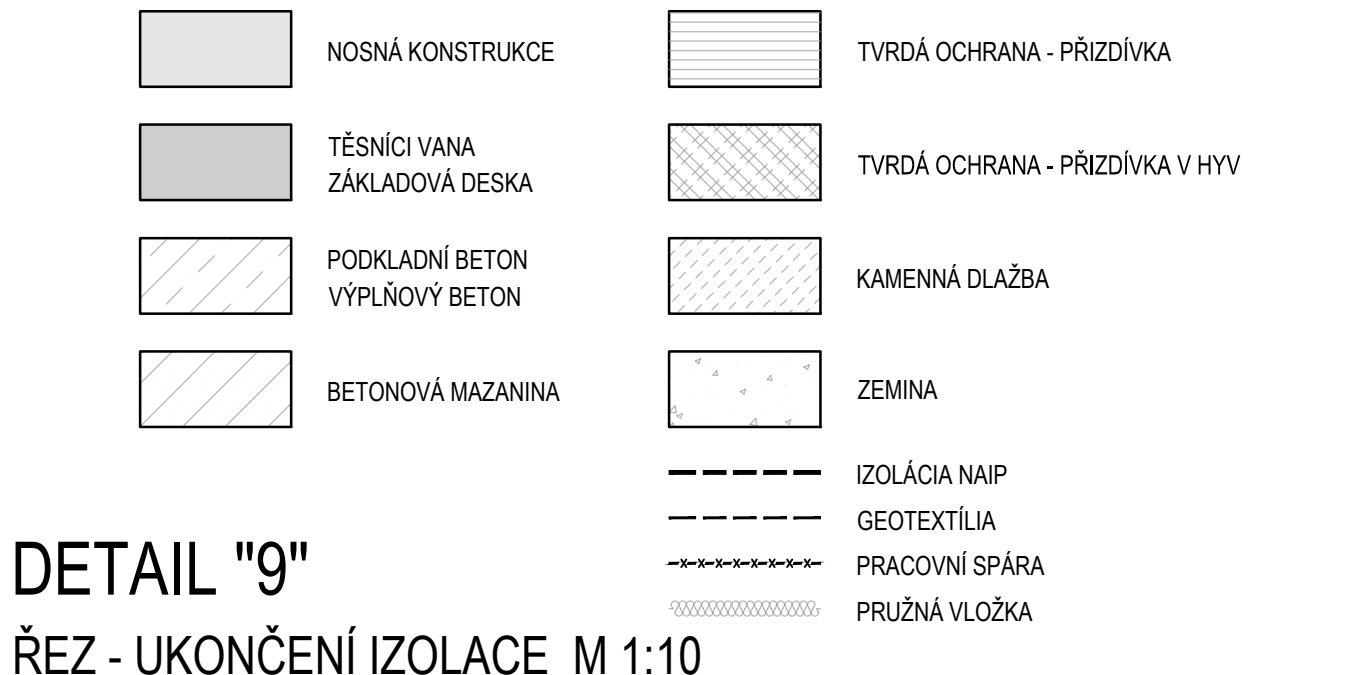 NOSNÁ KONSTRUKCE
TĚSNÍCI VANA
ZÁKLADOVÁ DESKA
PODKLADNÍ BETON
VÝPLŇOVÝ BETON
BETONOVÁ MAZANINA
TVRDÁ OCHRANA - PŘIZDÍVKA
TVRDÁ OCHRANA - PŘIZDÍVKA V HYV
KAMENNÁ DLAŽBA
ZEMINA
IZOLÁCIA NAIP
GEOTEXTÍLIA
PRACOVNÍ SPÁRA
PRUŽNÁ VLOŽKA
DETAIL "9"
ŘEZ - UKONČENÍ IZOLACE M 1:10